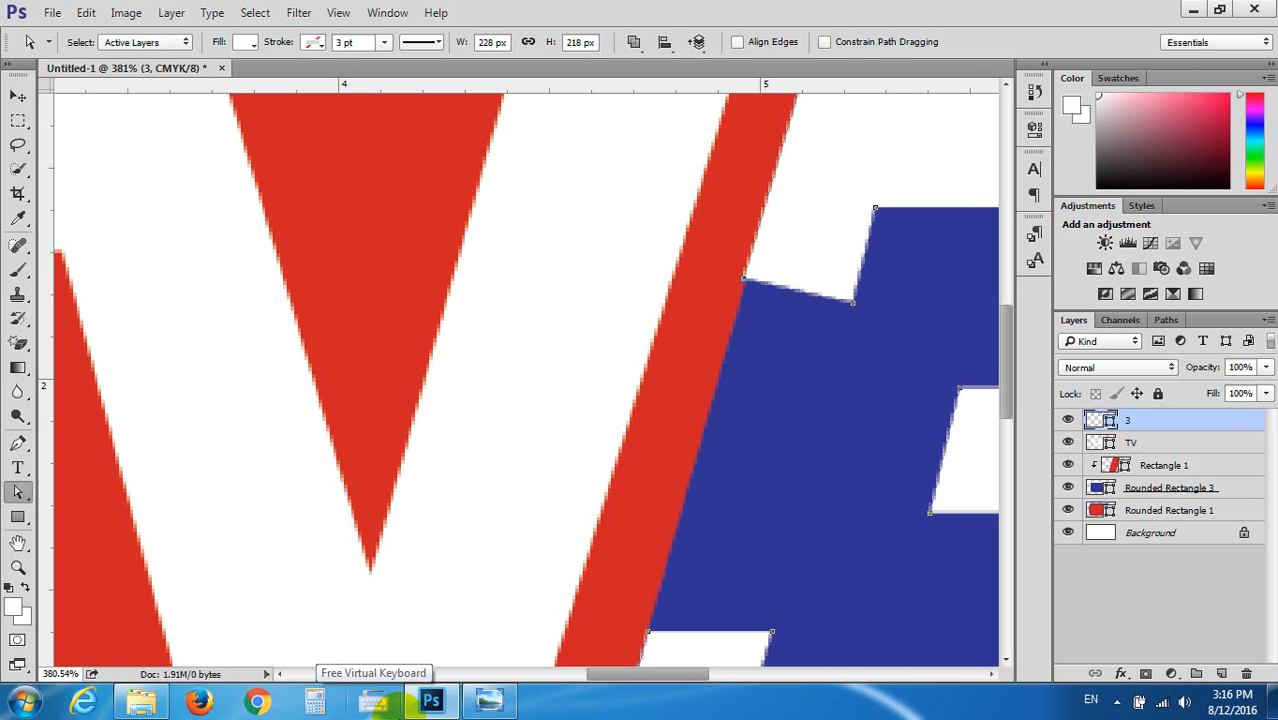 Ps File Edit Image Layer Type Select Filter 3D View Window Help
Select: Active Layers Fill: Stroke: 3 pt W: 228 px H: 218 px Align Edges Constrain Path Dragging Essentials
Untitled-1 @ 381% (3, CMYK/8) * ×
4 5
2
Color Swatches
Adjustments Styles
Add an adjustment
Layers Channels Paths
Kind
Normal Opacity: 100%
Lock: Fill: 100%
3
TV
Rectangle 1
Rounded Rectangle 3
Rounded Rectangle 1
Background
380.54% Doc: 1.91M/0 bytes
Free Virtual Keyboard
Ps
EN
3:16 PM
8/12/2016